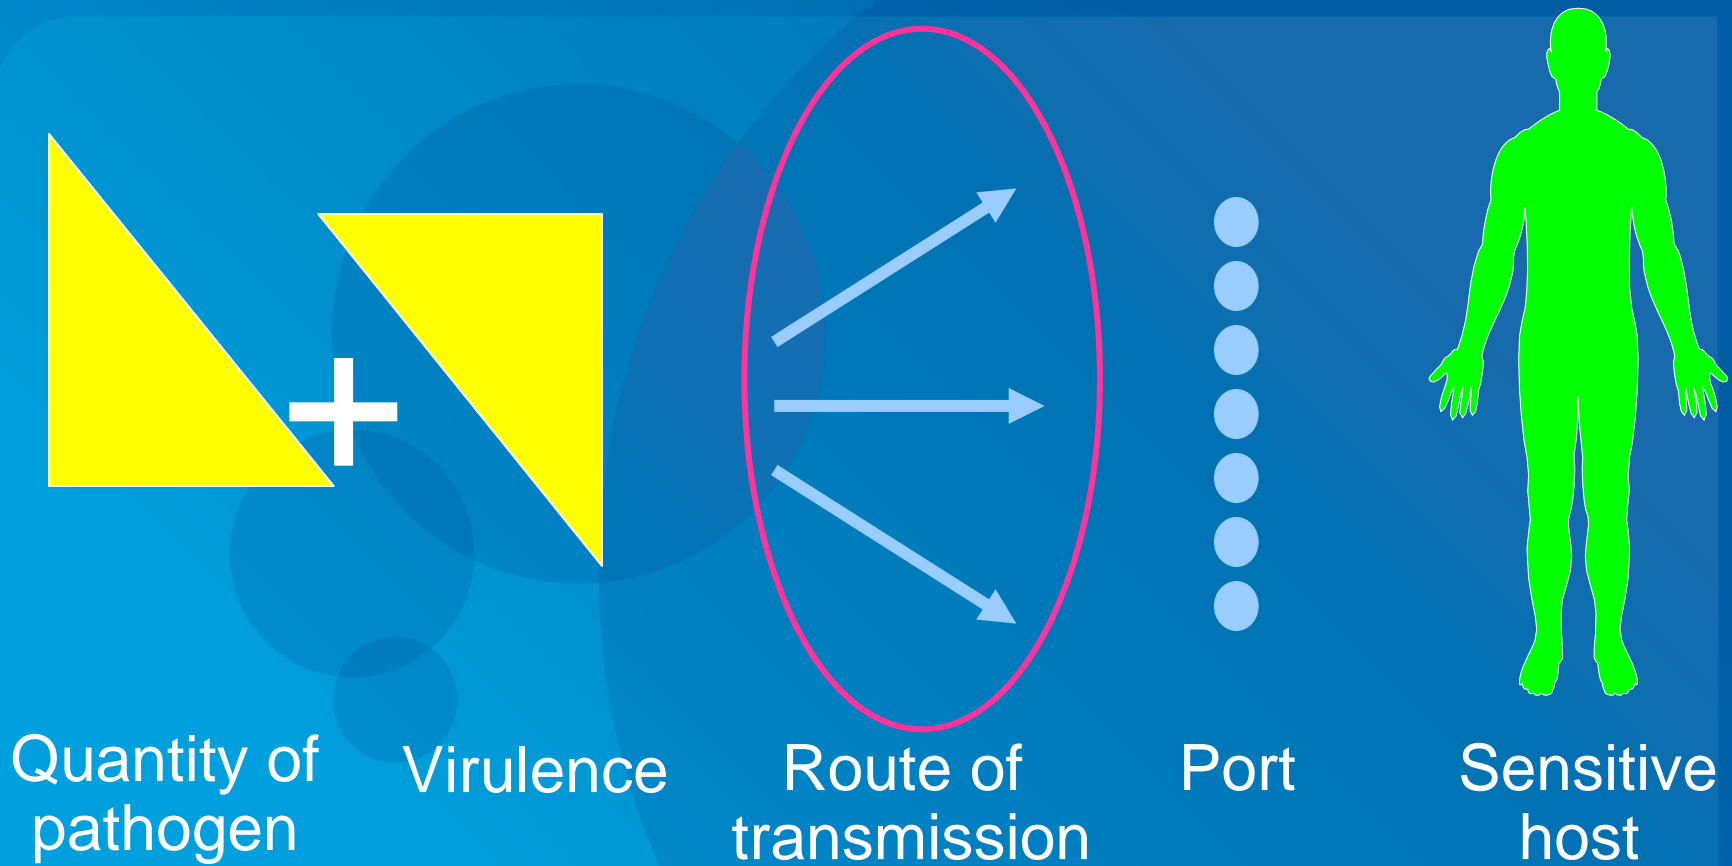 Quantity of
pathogen
Virulence
Route of
transmission
Port
Sensitive
host